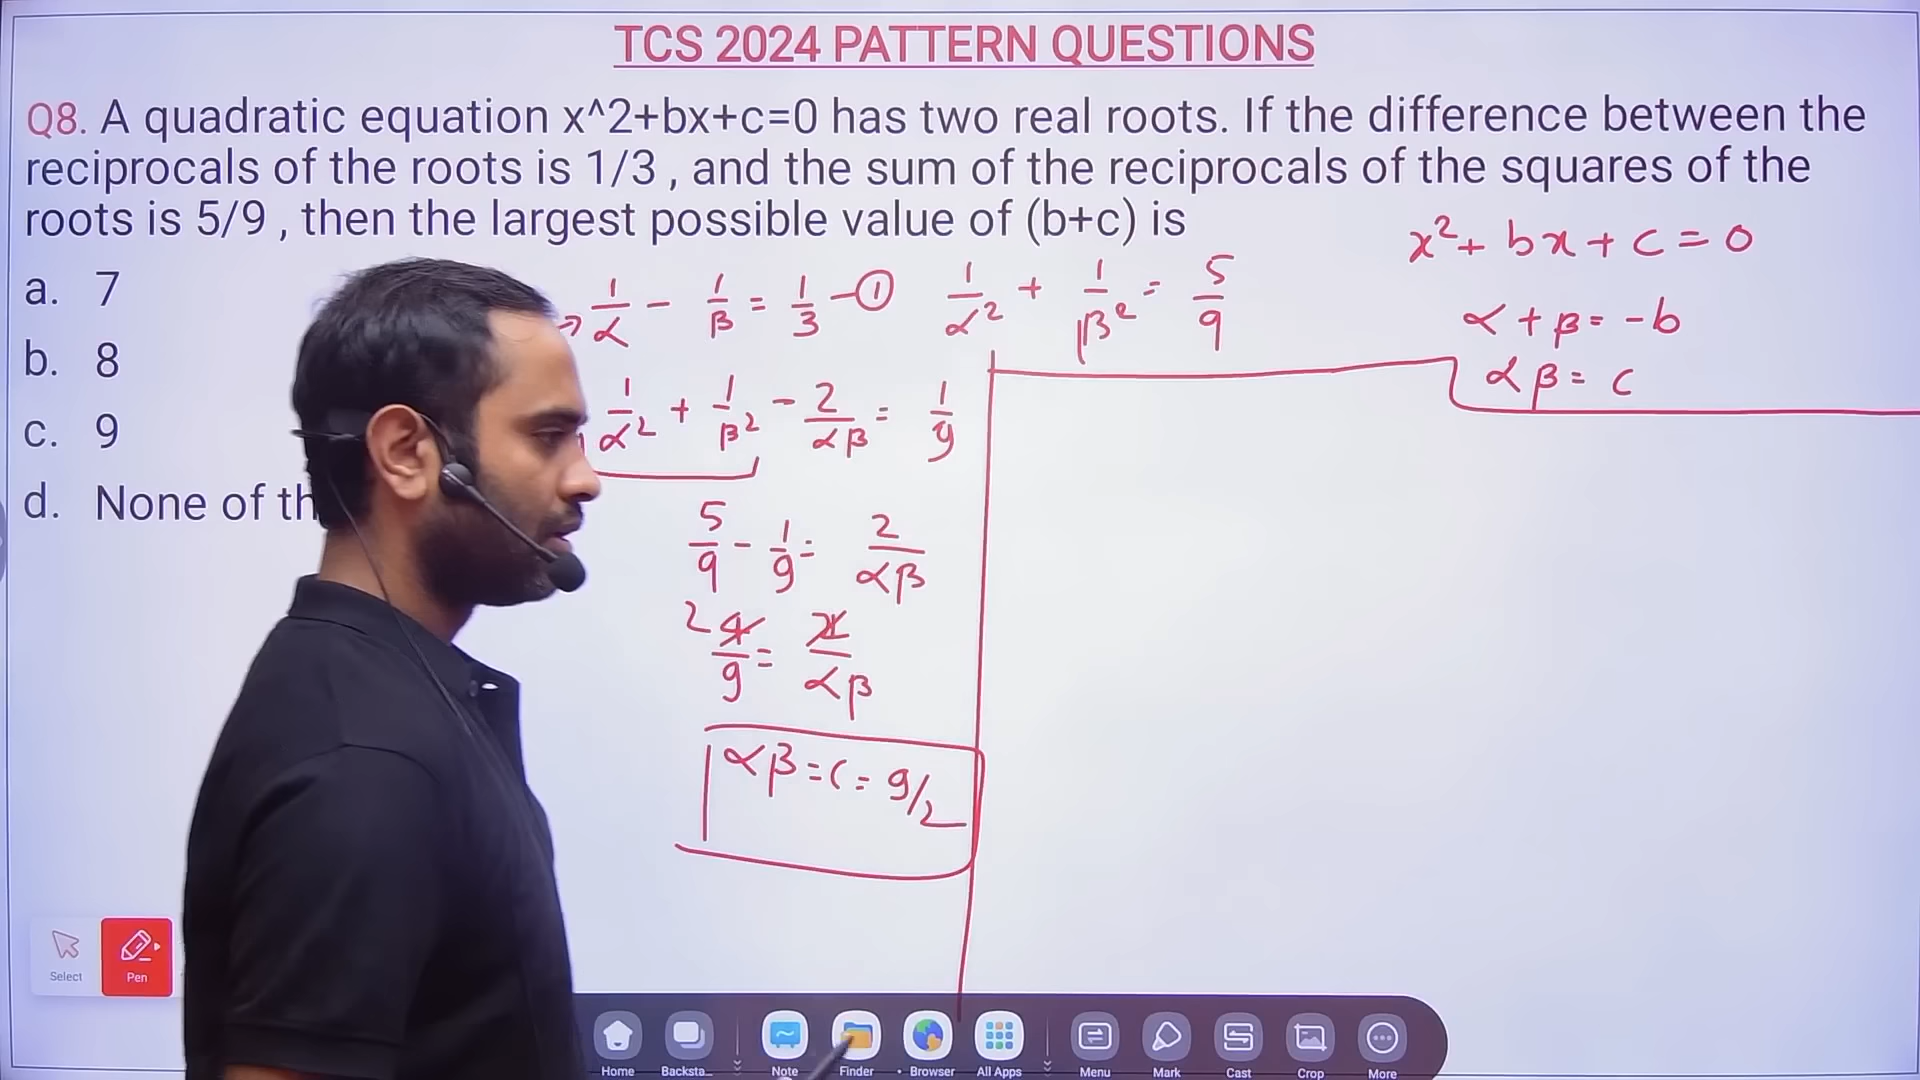 TCS 2024 PATTERN QUESTIONS
Q8. A quadratic equation x^2+bx+c=0 has two real roots. If the difference between the
reciprocals of the roots is 1/3 , and the sum of the reciprocals of the squares of the
roots is 5/9 , then the largest possible value of (b+c) is
a. 7
b. 8
c. 9
d. None of th
1/α - 1/β = 1/3 -①
1/α² + 1/β² = 5/9
x² + bx + c = 0
α + β = -b
αβ = c
1/α² + 1/β² - 2/αβ = 1/9
5/9 - 1/9 = 2/αβ
2 4/9 = 2/αβ
αβ = c = 9/2
Select
Pen
Home
Backsta...
Note
Finder
Browser
All Apps
Menu
Mark
Cast
Crop
More